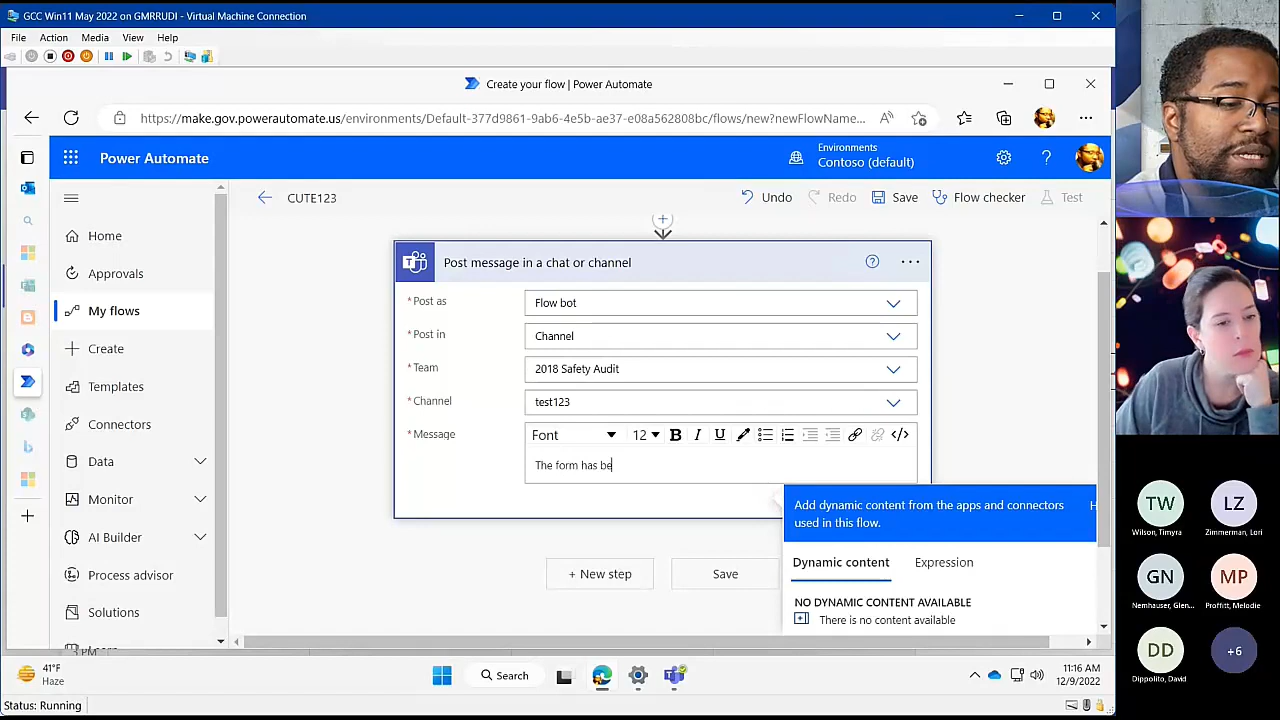 GCC Win11 May 2022 on GMRRUDI - Virtual Machine Connection
File Action Media View Help
Create your flow | Power Automate
https://make.gov.powerautomate.us/environments/Default-377d9861-9ab6-4e5b-ae37-e08a562808bc/flows/new?newFlowName...
Power Automate
Environments
Contoso (default)
CUTE123
Undo Redo Save Flow checker Test
Home
Approvals
My flows
Create
Templates
Connectors
Data
Monitor
AI Builder
Process advisor
Solutions
Post message in a chat or channel
* Post as
Flow bot
* Post in
Channel
* Team
2018 Safety Audit
* Channel
test123
* Message
Font 12 B I U </>
The form has be
Add dynamic content from the apps and connectors
used in this flow.
Dynamic content Expression
NO DYNAMIC CONTENT AVAILABLE
There is no content available
+ New step
Save
TW
Wilson, Timyra
LZ
Zimmerman, Lori
GN
Nemhauser, Glen...
MP
Proffitt, Melodie
DD
Dippolito, David
+6
41°F
Haze
Search
11:16 AM
12/9/2022
Status: Running